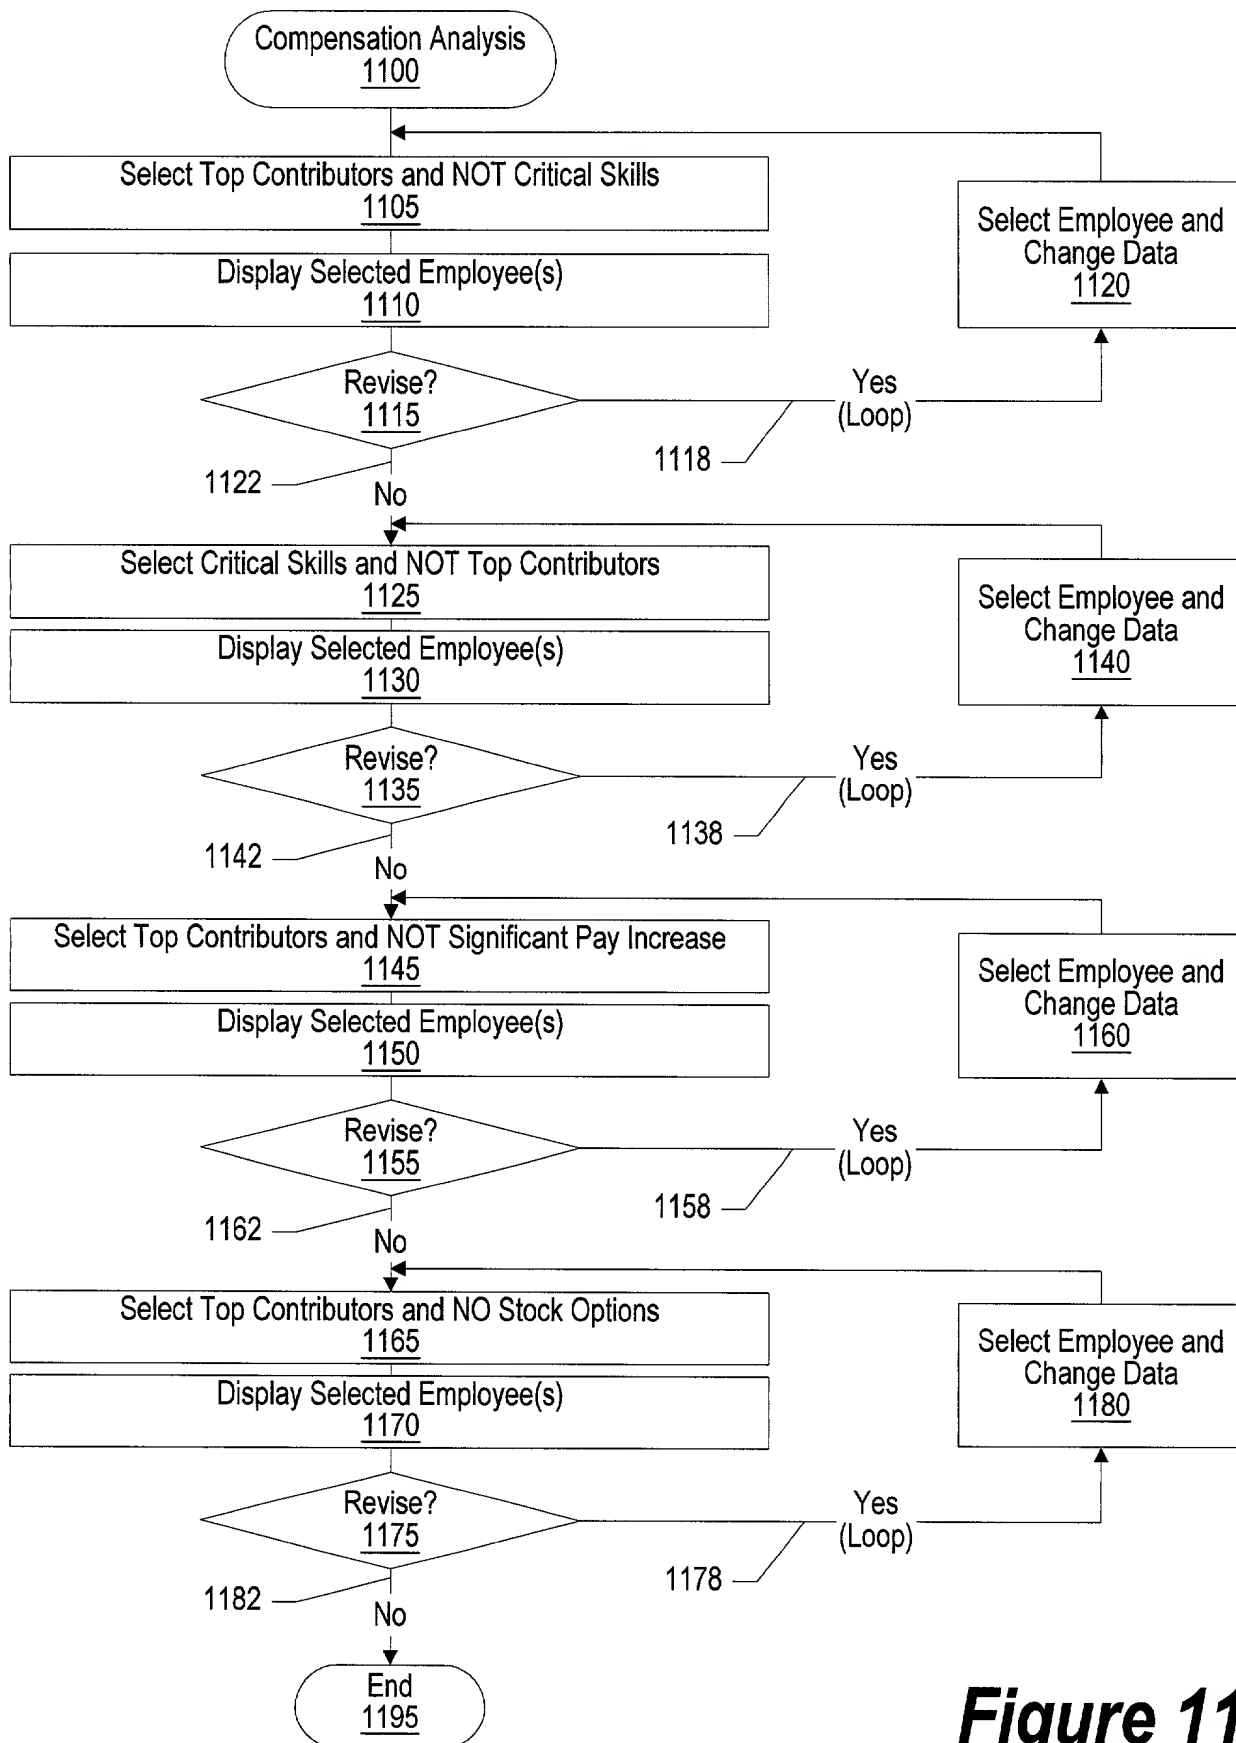 Compensation Analysis
1100
Select Top Contributors and NOT Critical Skills
1105
Select Employee and
Change Data
1120
Display Selected Employee(s)
1110
Revise?
1115
Yes
(Loop)
1118
1122
No
Select Critical Skills and NOT Top Contributors
1125
Select Employee and
Change Data
1140
Display Selected Employee(s)
1130
Revise?
1135
Yes
(Loop)
1138
1142
No
Select Top Contributors and NOT Significant Pay Increase
1145
Select Employee and
Change Data
1160
Display Selected Employee(s)
1150
Revise?
1155
Yes
(Loop)
1158
1162
No
Select Top Contributors and NO Stock Options
1165
Select Employee and
Change Data
1180
Display Selected Employee(s)
1170
Revise?
1175
Yes
(Loop)
1178
1182
No
End
1195
Figure 11